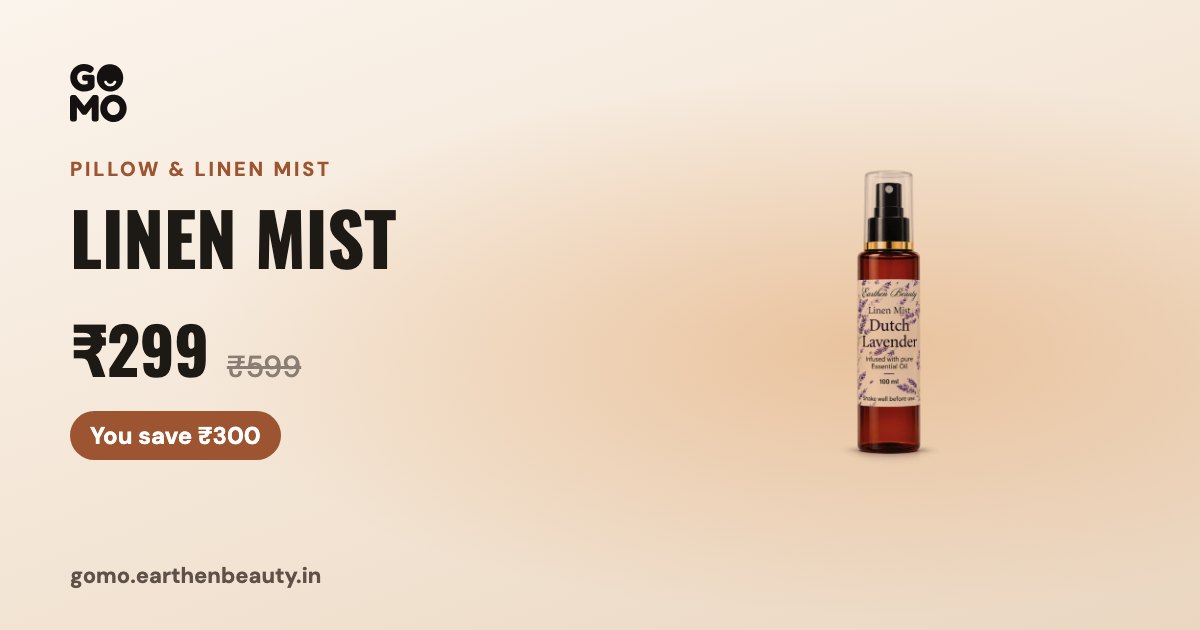 GO
MO
PILLOW & LINEN MIST
LINEN MIST
₹299 ₹599
You save ₹300
gomo.earthenbeauty.in
Earthen Beauty
Linen Mist
Dutch
Lavender
Infused with pure
Essential Oil
100 ml
Shake well before use